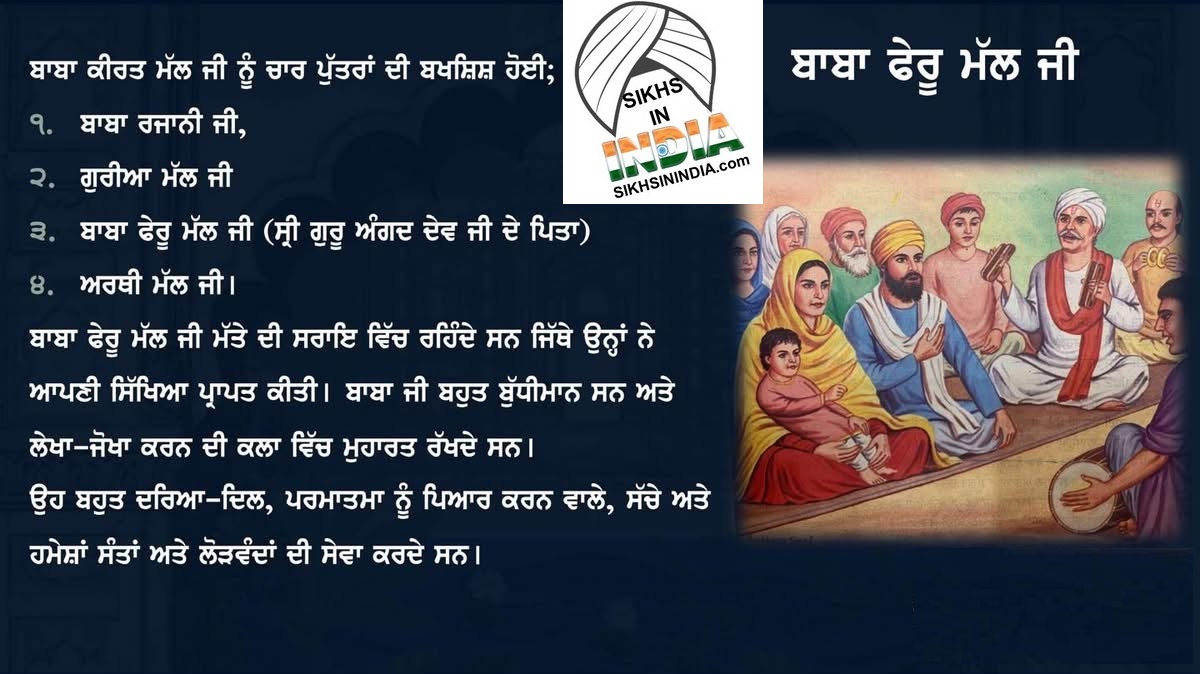 ਬਾਬਾ ਫੇਰੂ ਮੱਲ ਜੀ
ਬਾਬਾ ਕੀਰਤ ਮੱਲ ਜੀ ਨੂੰ ਚਾਰ ਪੁੱਤਰਾਂ ਦੀ ਬਖਸ਼ਿਸ਼ ਹੋਈ;
੧. ਬਾਬਾ ਰਜਾਨੀ ਜੀ,
੨. ਗੁਰੀਆ ਮੱਲ ਜੀ
੩. ਬਾਬਾ ਫੇਰੂ ਮੱਲ ਜੀ (ਸ੍ਰੀ ਗੁਰੂ ਅੰਗਦ ਦੇਵ ਜੀ ਦੇ ਪਿਤਾ)
੪. ਅਰਥੀ ਮੱਲ ਜੀ।
ਬਾਬਾ ਫੇਰੂ ਮੱਲ ਜੀ ਮੱਤੇ ਦੀ ਸਰਾਇ ਵਿੱਚ ਰਹਿੰਦੇ ਸਨ ਜਿੱਥੇ ਉਨ੍ਹਾਂ ਨੇ
ਆਪਣੀ ਸਿੱਖਿਆ ਪ੍ਰਾਪਤ ਕੀਤੀ। ਬਾਬਾ ਜੀ ਬਹੁਤ ਬੁੱਧੀਮਾਨ ਸਨ ਅਤੇ
ਲੇਖਾ-ਜੋਖਾ ਕਰਨ ਦੀ ਕਲਾ ਵਿੱਚ ਮੁਹਾਰਤ ਰੱਖਦੇ ਸਨ।
ਉਹ ਬਹੁਤ ਦਰਿਆ-ਦਿਲ, ਪਰਮਾਤਮਾ ਨੂੰ ਪਿਆਰ ਕਰਨ ਵਾਲੇ, ਸੱਚੇ ਅਤੇ
ਹਮੇਸ਼ਾਂ ਸੰਤਾਂ ਅਤੇ ਲੋੜਵੰਦਾਂ ਦੀ ਸੇਵਾ ਕਰਦੇ ਸਨ।
SIKHS
IN
INDIA
SIKHSININDIA.com